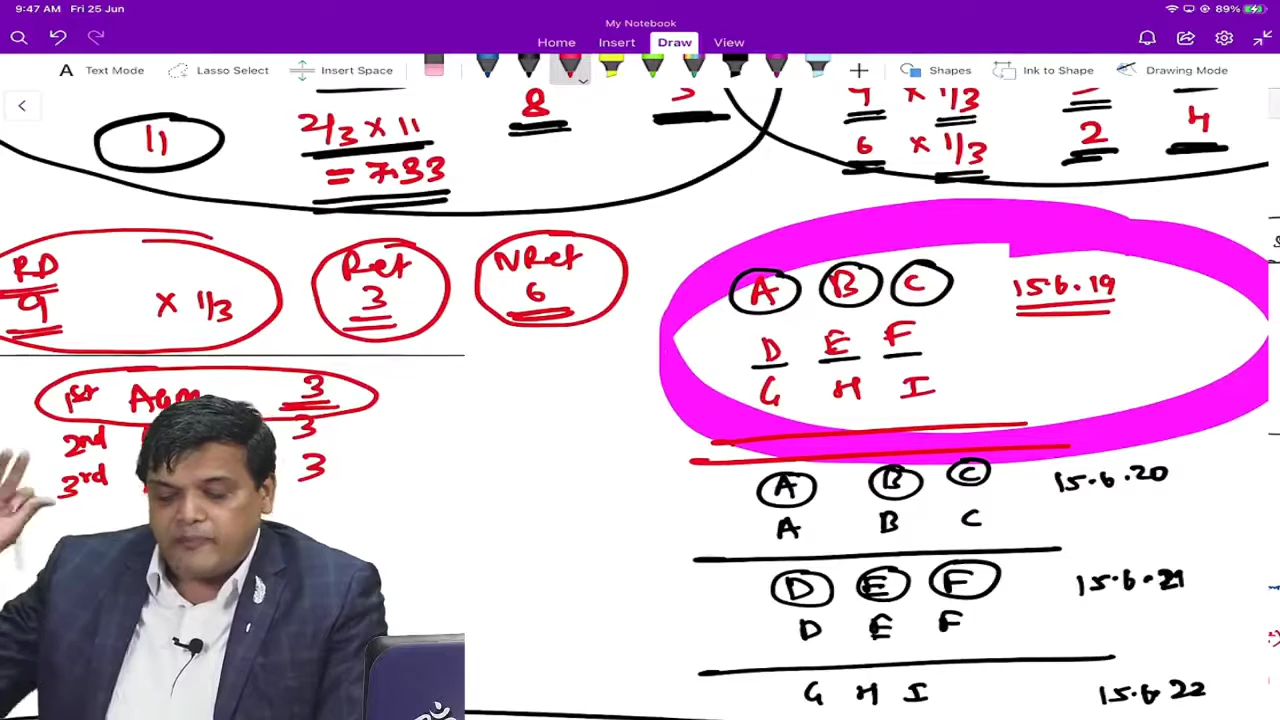 9:47 AM Fri 25 Jun
89%
My Notebook
Home Insert Draw View
A Text Mode Lasso Select Insert Space Shapes Ink to Shape Drawing Mode
11
2/3 × 11
= 7.33
8
× 1/3
6 × 1/3
2
4
RD
9 × 1/3
Ret
3
NRet
6
1st AGM 3
2nd 3
3rd 3
A B C 15.6.19
D E F
G H I
A B C 15.6.20
A B C
D E F 15.6.21
D E F
G H I 15.6.22